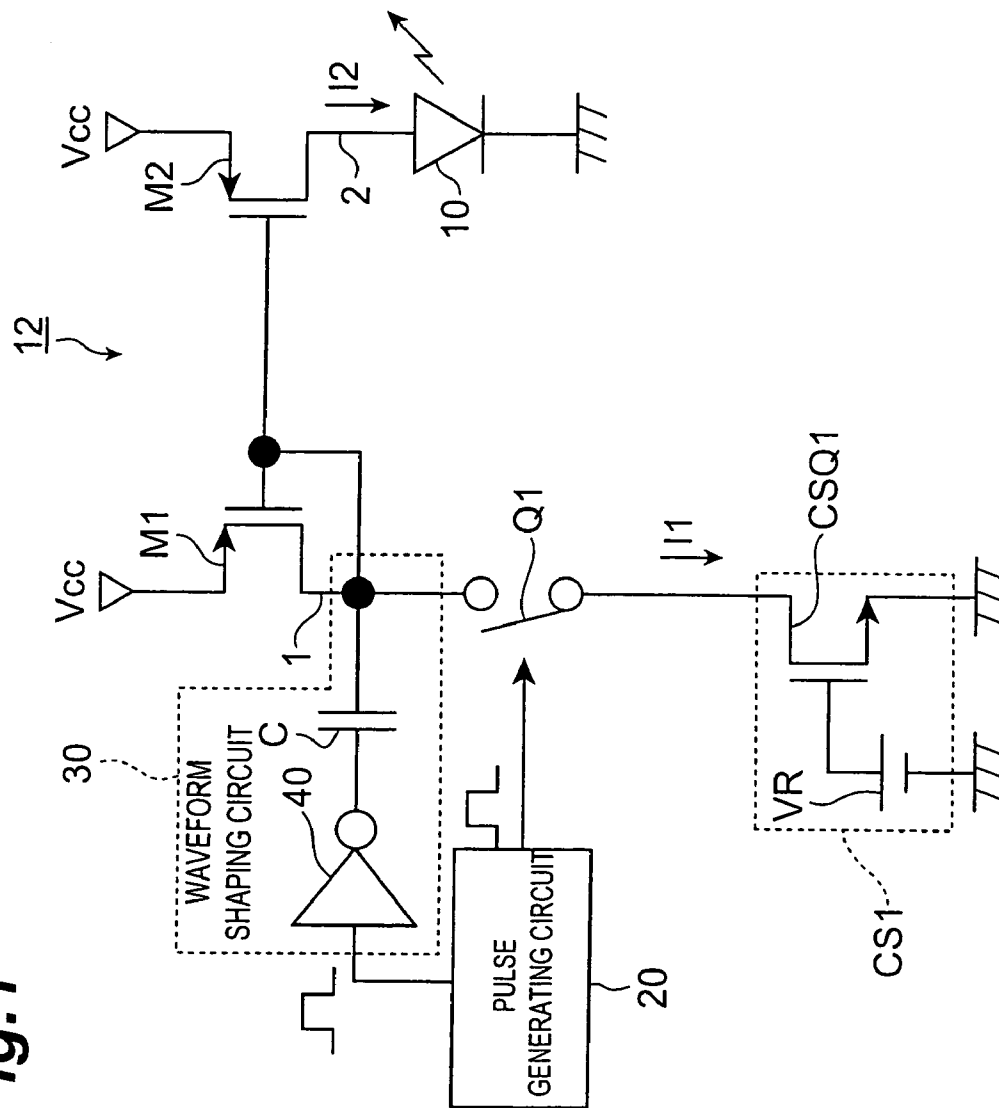 12
Vcc
Vcc
M1
M2
I2
1
2
10
30
WAVEFORM
SHAPING CIRCUIT
C
40
Q1
I1
PULSE
GENERATING CIRCUIT
20
CSQ1
VR
CS1